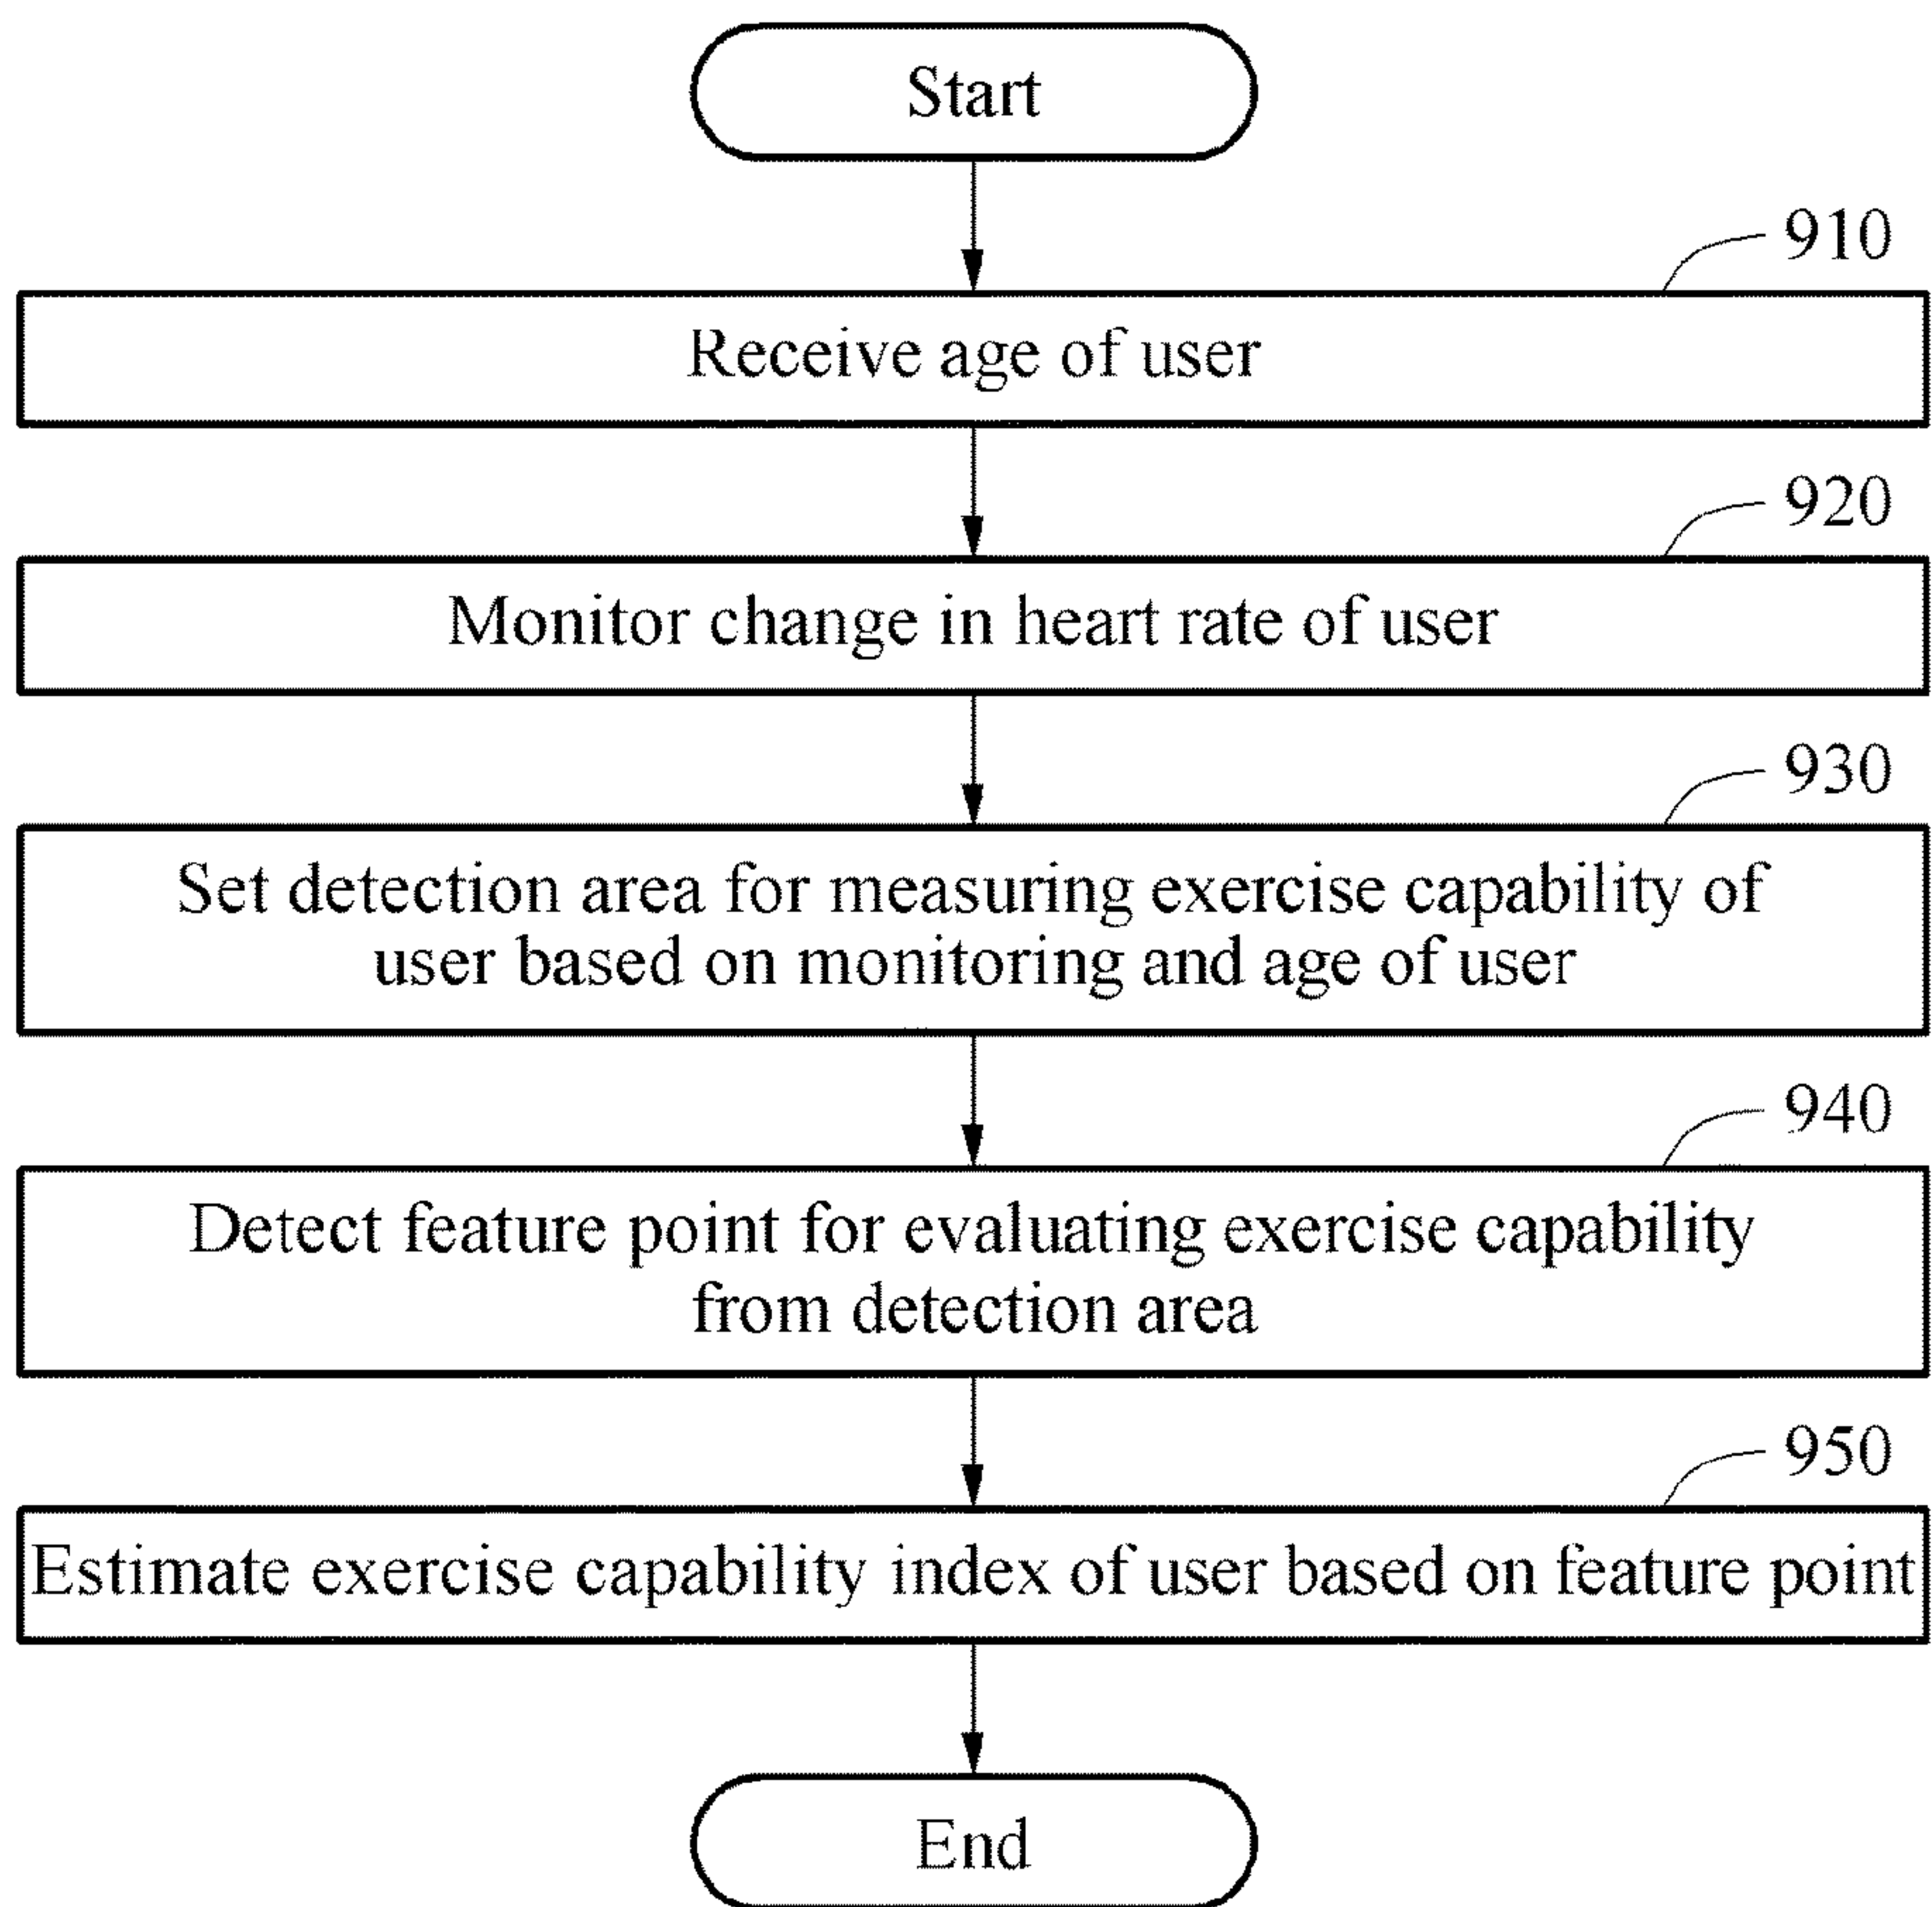 Start
910
Receive age of user
920
Monitor change in heart rate of user
930
Set detection area for measuring exercise capability of
user based on monitoring and age of user
940
Detect feature point for evaluating exercise capability
from detection area
950
Estimate exercise capability index of user based on feature point
End